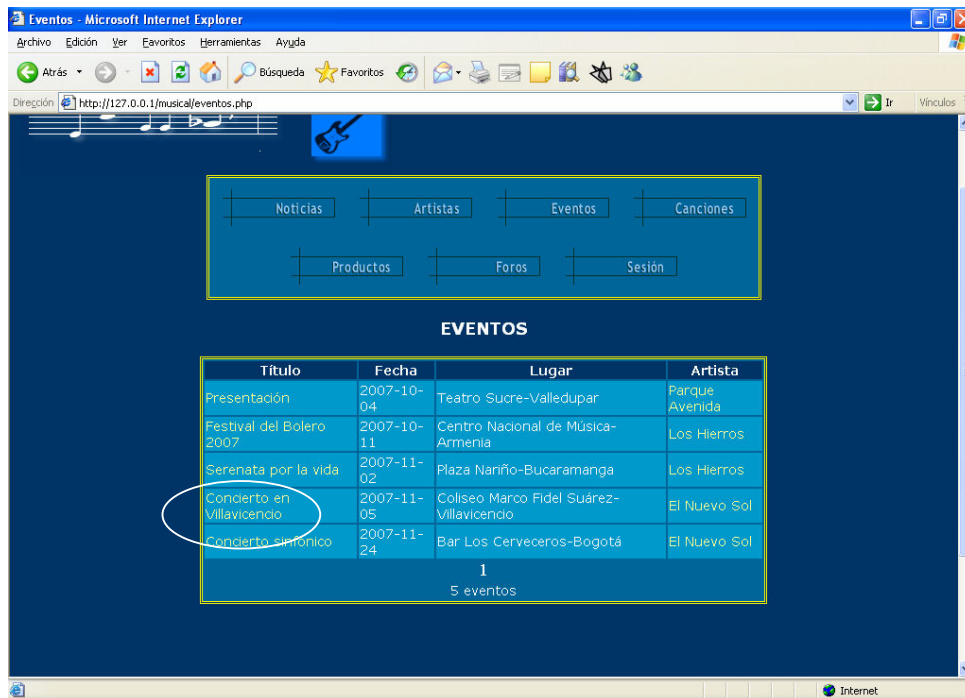 Eventos - Microsoft Internet Explorer
Archivo Edición Ver Favoritos Herramientas Ayuda
Atrás Búsqueda Favoritos
Dirección http://127.0.0.1/musical/eventos.php Ir Vínculos
Noticias Artistas Eventos Canciones
Productos Foros Sesión
EVENTOS
Título Fecha Lugar Artista
Presentación 2007-10-04 Teatro Sucre-Valledupar Parque Avenida
Festival del Bolero 2007 2007-10-11 Centro Nacional de Música-Armenia Los Hierros
Serenata por la vida 2007-11-02 Plaza Nariño-Bucaramanga Los Hierros
Concierto en Villavicencio 2007-11-05 Coliseo Marco Fidel Suárez-Villavicencio El Nuevo Sol
Concierto sinfónico 2007-11-24 Bar Los Cerveceros-Bogotá El Nuevo Sol
1
5 eventos
Internet